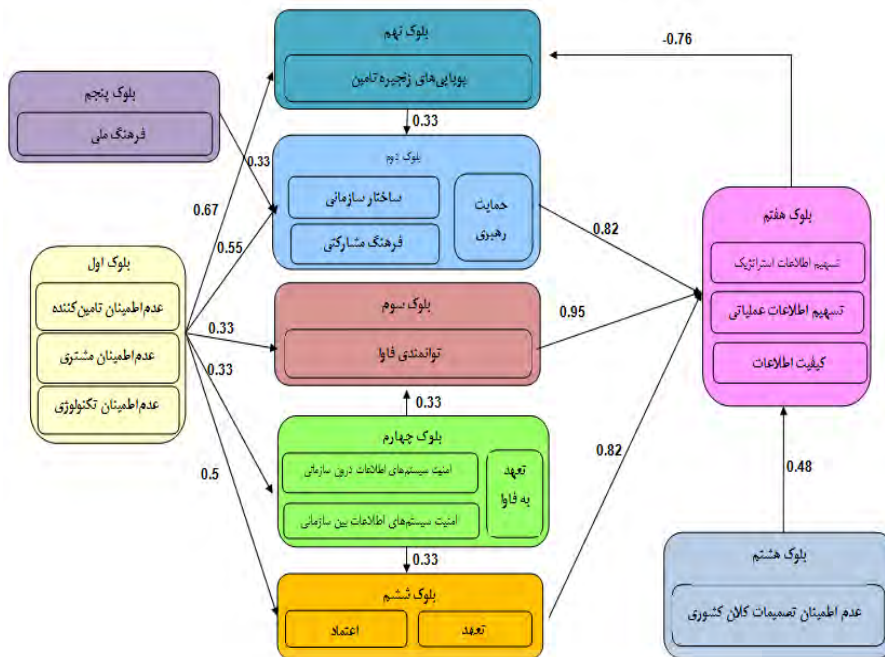 بلوک نهم
پویایی‌های زنجیره تامین
-0.76
بلوک پنجم
فرهنگ ملی
0.33
0.33
0.67
0.55
بلوک دوم
ساختار سازمانی
فرهنگ مشارکتی
حمایت
رهبری
0.82
بلوک هفتم
تسهیم اطلاعات استراتژیک
تسهیم اطلاعات عملیاتی
کیفیت اطلاعات
بلوک اول
عدم‌اطمینان تامین‌کننده
عدم‌اطمینان مشتری
عدم‌اطمینان تکنولوژی
0.33
0.33
0.5
بلوک سوم
توانمندی فاوا
0.95
0.33
بلوک چهارم
امنیت سیستم‌های اطلاعات درون سازمانی
امنیت سیستم‌های اطلاعات بین سازمانی
تعهد
به فاوا
0.82
0.48
0.33
بلوک ششم
تعهد
اعتماد
بلوک هشتم
عدم اطمینان تصمیمات کلان کشوری